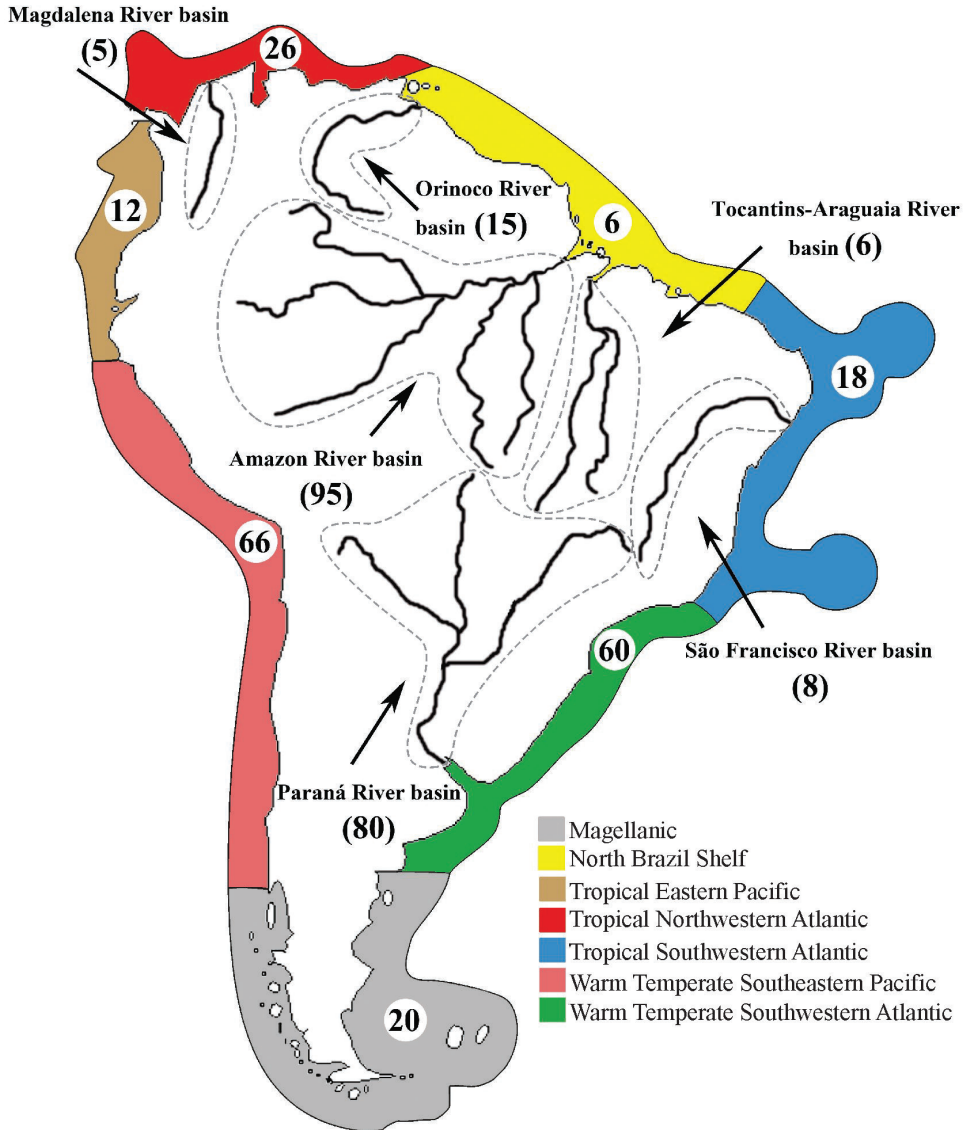 Magdalena River basin
(5)
26
12
Orinoco River
basin (15)
6
Tocantins-Araguaia River
basin (6)
18
Amazon River basin
(95)
66
60
São Francisco River basin
(8)
Paraná River basin
(80)
20
Magellanic
North Brazil Shelf
Tropical Eastern Pacific
Tropical Northwestern Atlantic
Tropical Southwestern Atlantic
Warm Temperate Southeastern Pacific
Warm Temperate Southwestern Atlantic